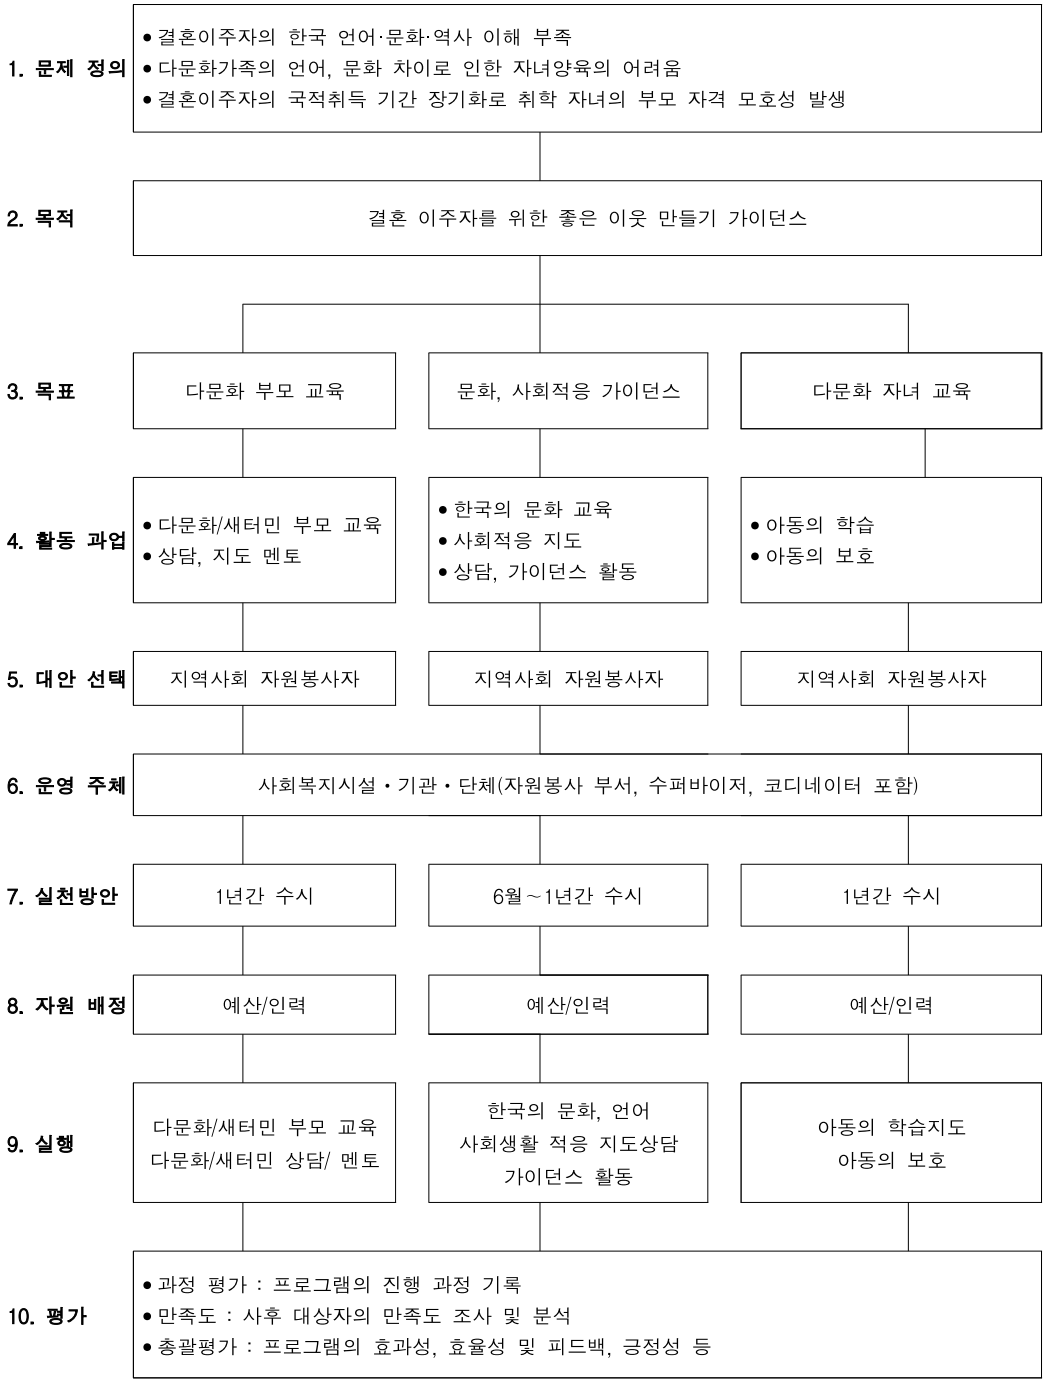 1. 문제 정의
● 결혼이주자의 한국 언어·문화·역사 이해 부족
● 다문화가족의 언어, 문화 차이로 인한 자녀양육의 어려움
● 결혼이주자의 국적취득 기간 장기화로 취학 자녀의 부모 자격 모호성 발생
2. 목적
결혼 이주자를 위한 좋은 이웃 만들기 가이던스
3. 목표
다문화 부모 교육
문화, 사회적응 가이던스
다문화 자녀 교육
4. 활동 과업
● 다문화/새터민 부모 교육
● 상담, 지도 멘토
● 한국의 문화 교육
● 사회적응 지도
● 상담, 가이던스 활동
● 아동의 학습
● 아동의 보호
5. 대안 선택
지역사회 자원봉사자
지역사회 자원봉사자
지역사회 자원봉사자
6. 운영 주체
사회복지시설・기관・단체(자원봉사 부서, 수퍼바이저, 코디네이터 포함)
7. 실천방안
1년간 수시
6월～1년간 수시
1년간 수시
8. 자원 배정
예산/인력
예산/인력
예산/인력
9. 실행
다문화/새터민 부모 교육
다문화/새터민 상담/ 멘토
한국의 문화, 언어
사회생활 적응 지도상담
가이던스 활동
아동의 학습지도
아동의 보호
10. 평가
● 과정 평가 : 프로그램의 진행 과정 기록
● 만족도 : 사후 대상자의 만족도 조사 및 분석
● 총괄평가 : 프로그램의 효과성, 효율성 및 피드백, 긍정성 등